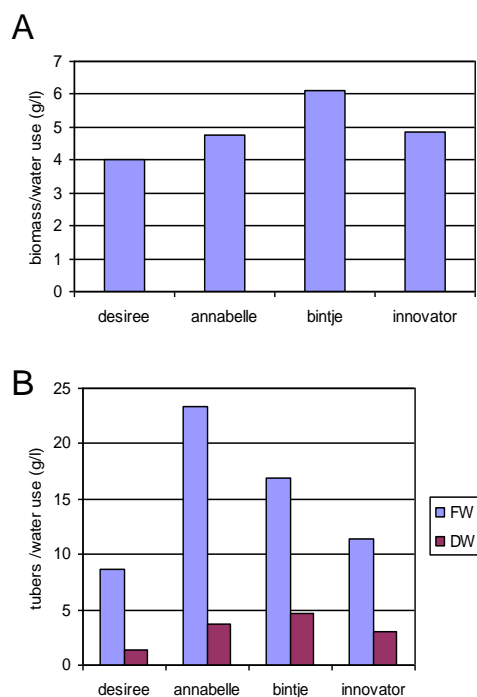 A
biomass/water use (g/l)
7
6
5
4
3
2
1
0
desiree annabelle bintje innovator
B
tubers /water use (g/l)
25
20
15
10
5
0
desiree annabelle bintje innovator
FW
DW